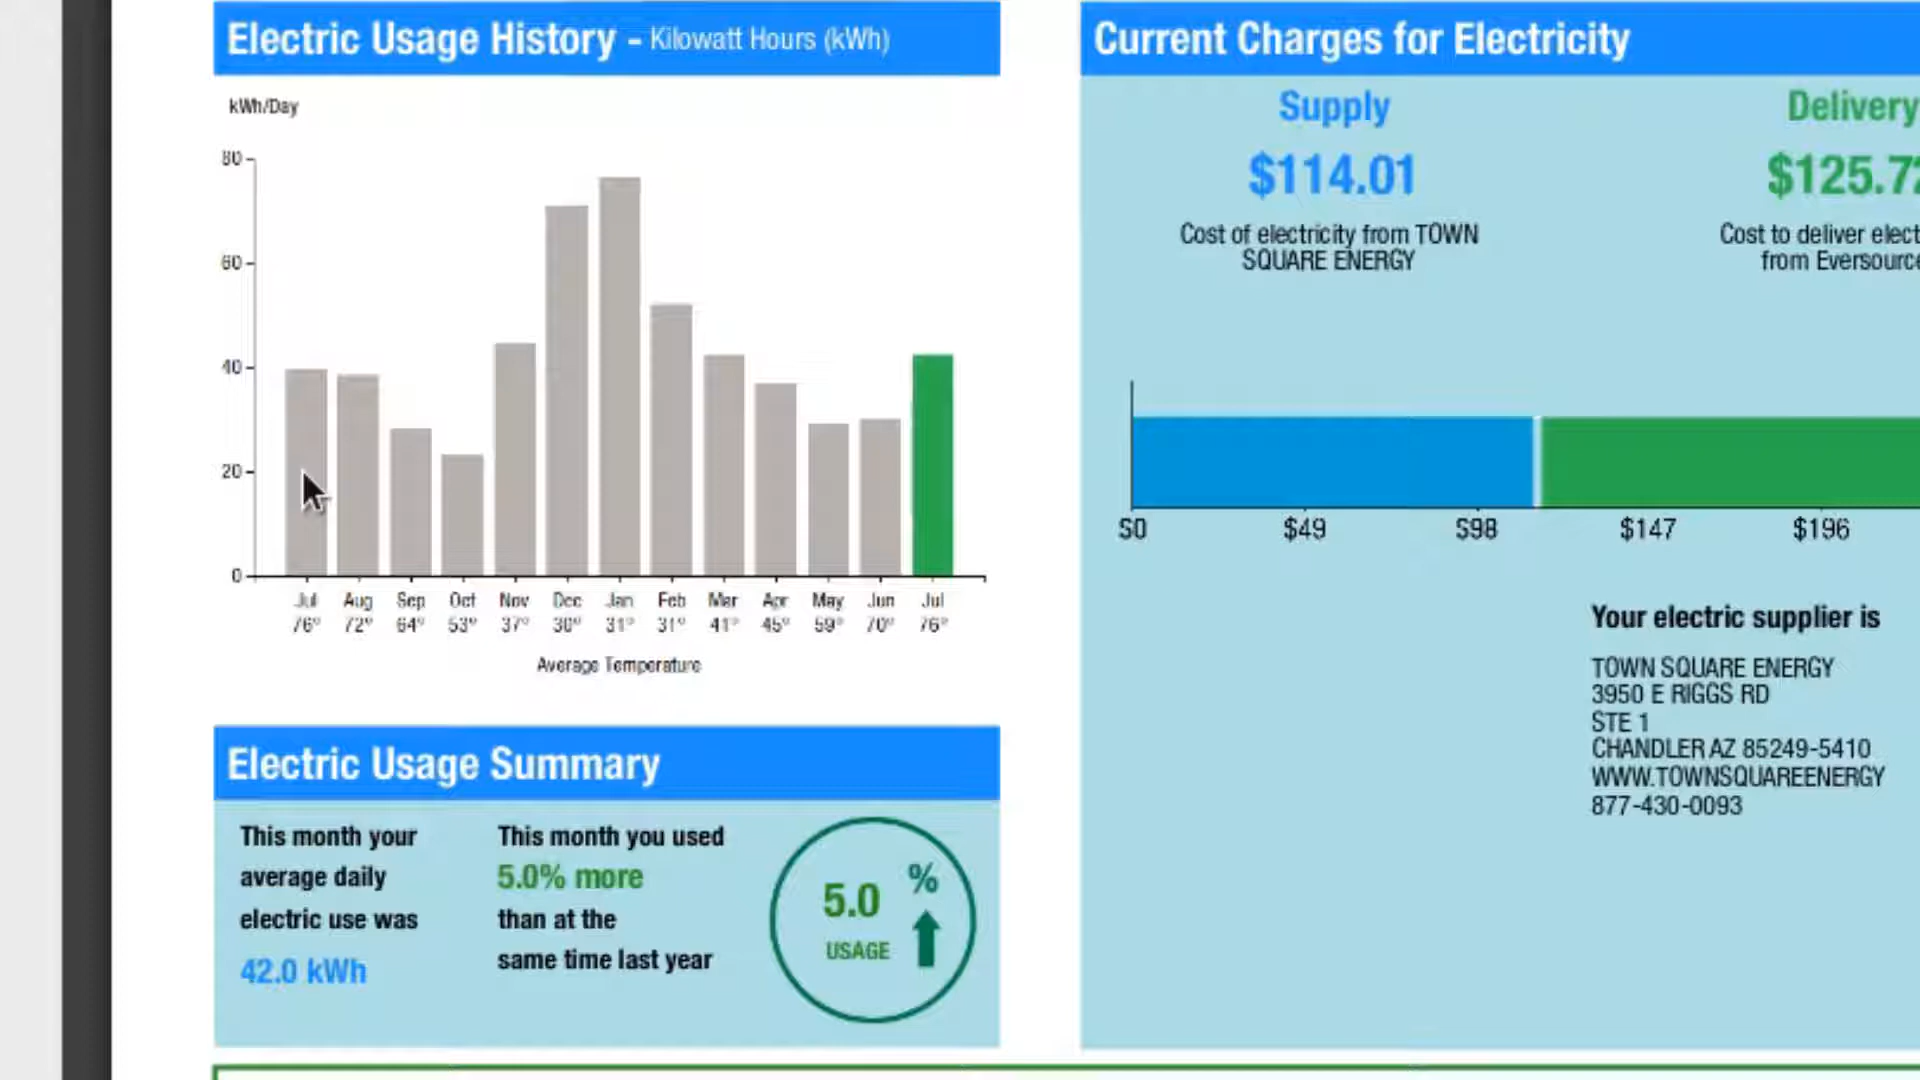 Electric Usage History - Kilowatt Hours (kWh)
kWh/Day
80
60
40
20
0
Jul Aug Sep Oct Nov Dec Jan Feb Mar Apr May Jun Jul
76° 72° 64° 53° 37° 30° 31° 31° 41° 45° 59° 70° 76°
Average Temperature
Electric Usage Summary
This month your
average daily
electric use was
42.0 kWh
This month you used
5.0% more
than at the
same time last year
5.0 %
USAGE
Current Charges for Electricity
Supply
$114.01
Cost of electricity from TOWN
SQUARE ENERGY
Delivery
$125.72
Cost to deliver elect
from Eversource
$0 $49 $98 $147 $196
Your electric supplier is
TOWN SQUARE ENERGY
3950 E RIGGS RD
STE 1
CHANDLER AZ 85249-5410
WWW.TOWNSQUAREENERGY
877-430-0093